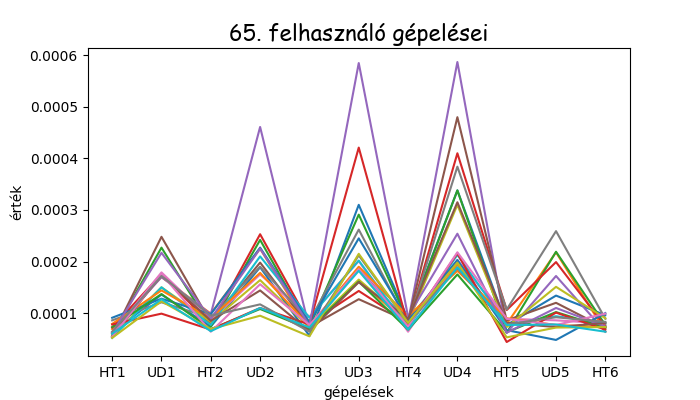 65. felhasználó gépelései
0.0006
0.0005
0.0004
0.0003
0.0002
0.0001
érték
HT1 UD1 HT2 UD2 HT3 UD3 HT4 UD4 HT5 UD5 HT6
gépelések